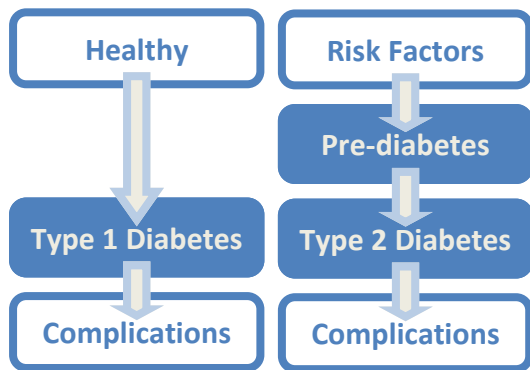 Healthy
Risk Factors
Pre-diabetes
Type 1 Diabetes
Type 2 Diabetes
Complications
Complications